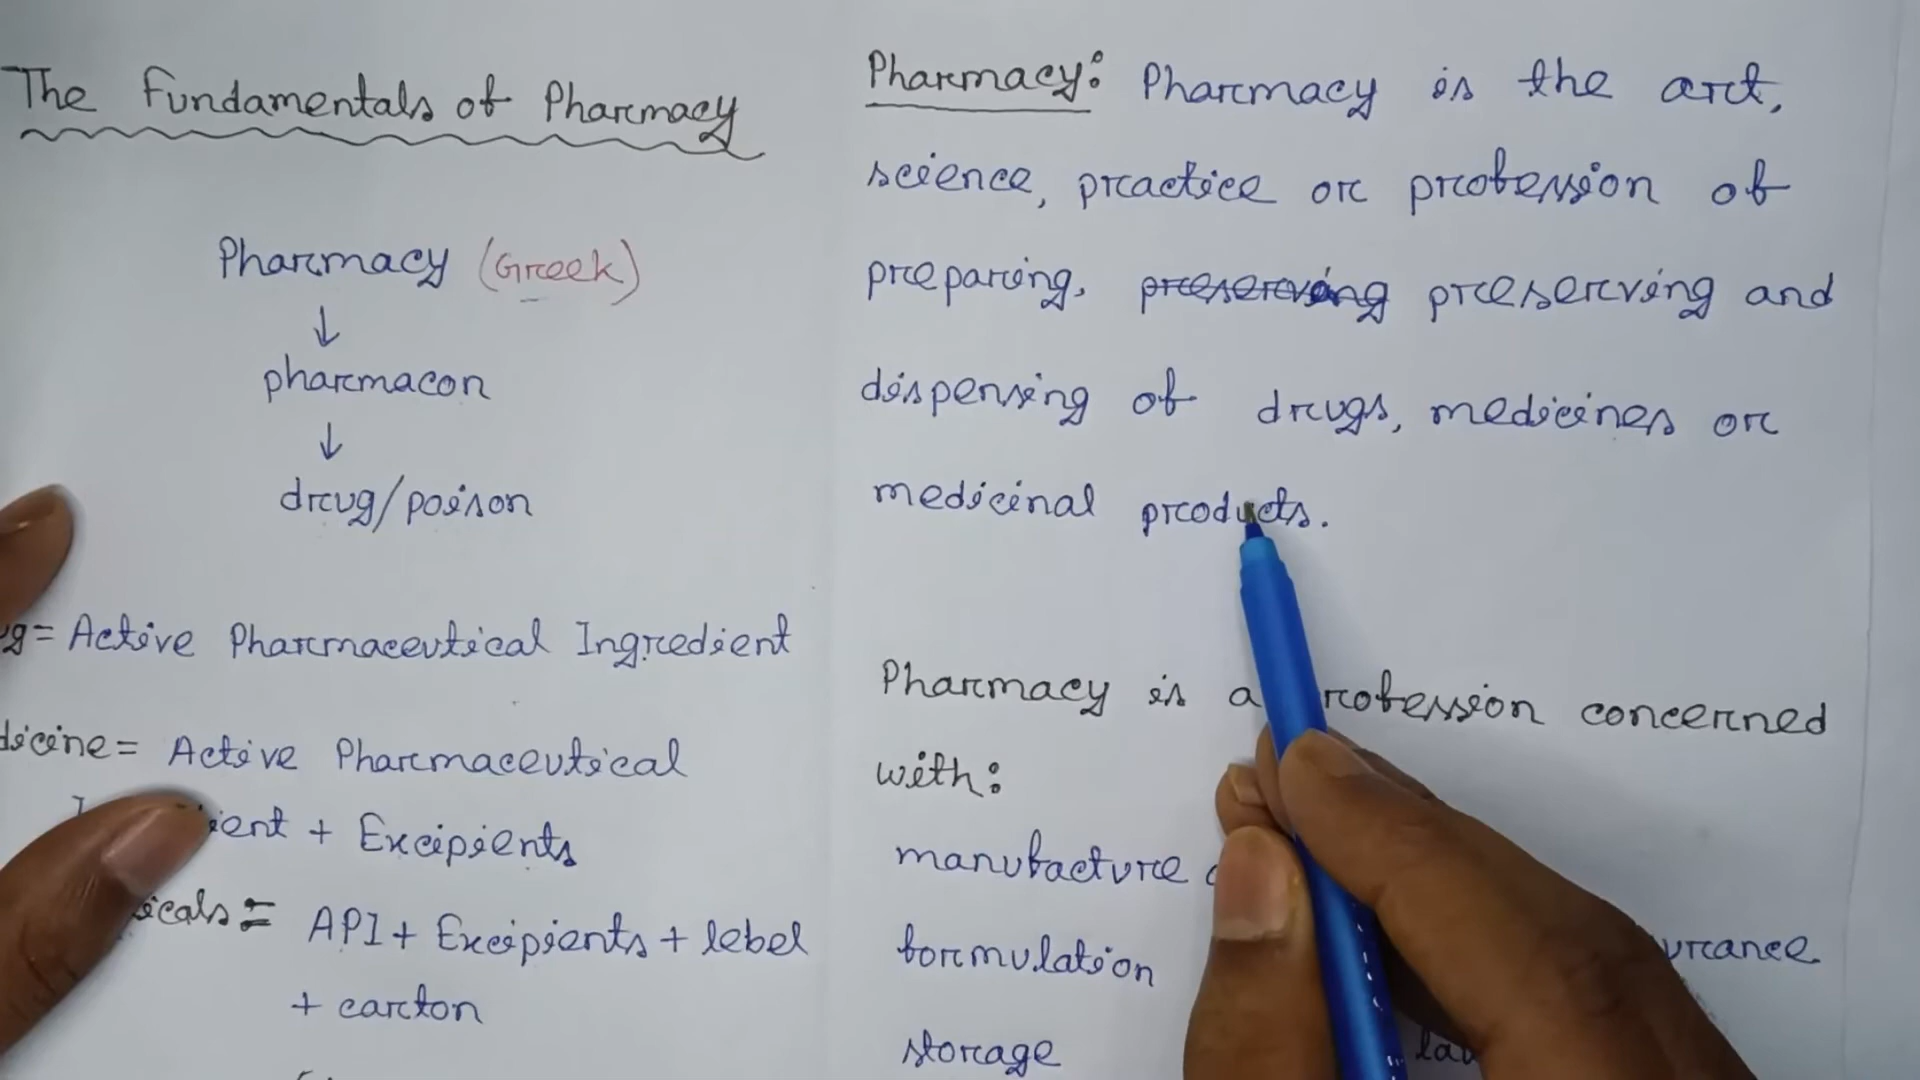 The Fundamentals of Pharmacy
Pharmacy (Greek)
↓
pharmacon
↓
drug/poison
= Active Pharmaceutical Ingredient
= Active Pharmaceutical
+ Excipients
= API + Excipients + lebel
+ carton
Pharmacy: Pharmacy is the art,
science, practice or profession of
preparing, preserving preserving and
dispensing of drugs, medicines or
medicinal products.
Pharmacy is a profession concerned
with:
manufacture
formulation
storage